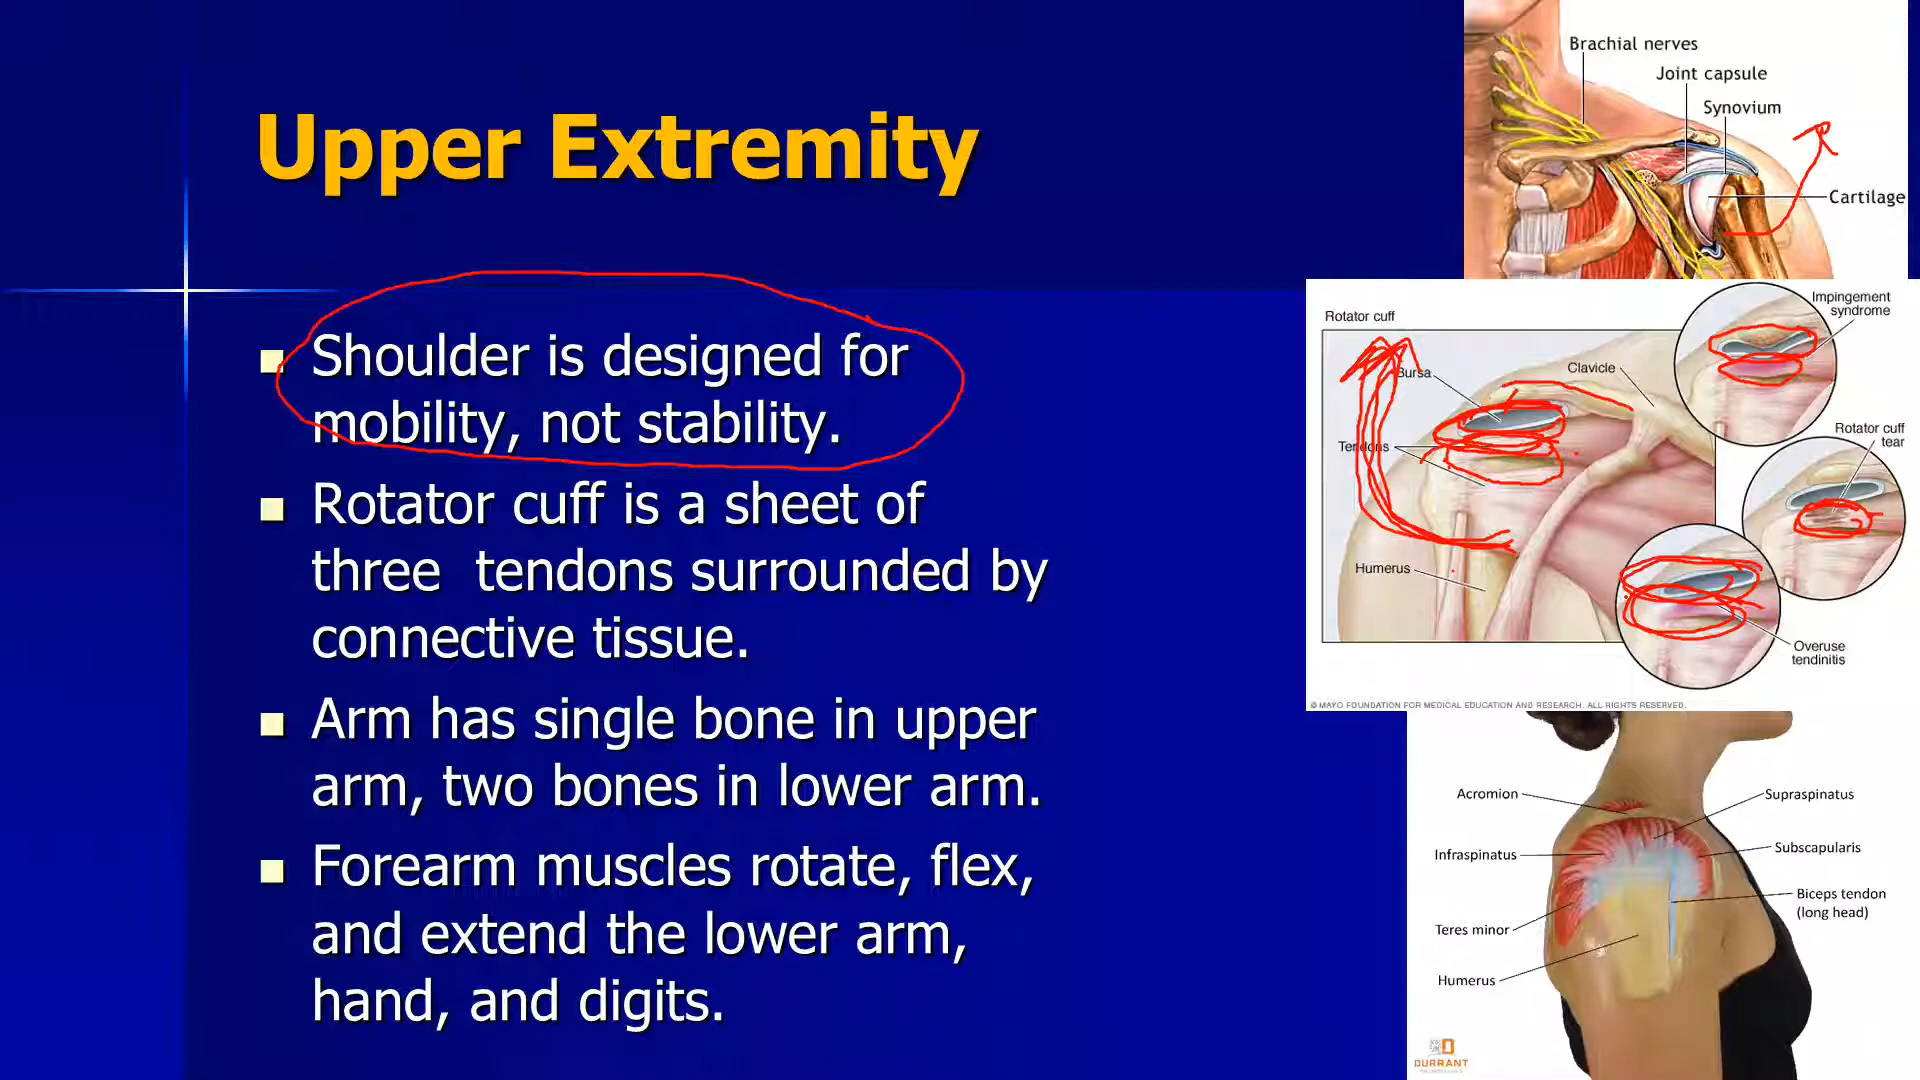 Upper Extremity
Shoulder is designed for
mobility, not stability.
Rotator cuff is a sheet of
three tendons surrounded by
connective tissue.
Arm has single bone in upper
arm, two bones in lower arm.
Forearm muscles rotate, flex,
and extend the lower arm,
hand, and digits.
Brachial nerves
Joint capsule
Synovium
Cartilage
Rotator cuff
Bursa
Clavicle
Tendons
Humerus
Impingement
syndrome
Rotator cuff
tear
Overuse
tendinitis
© MAYO FOUNDATION FOR MEDICAL EDUCATION AND RESEARCH. ALL RIGHTS RESERVED.
Acromion
Supraspinatus
Infraspinatus
Subscapularis
Biceps tendon
(long head)
Teres minor
Humerus
DURRANT